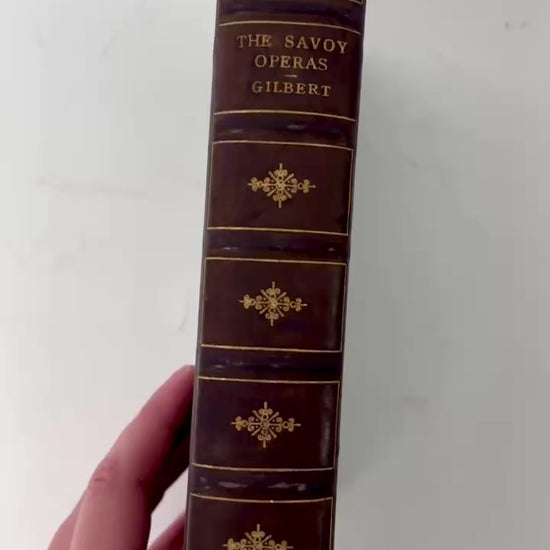 THE SAVOY
OPERAS
GILBERT